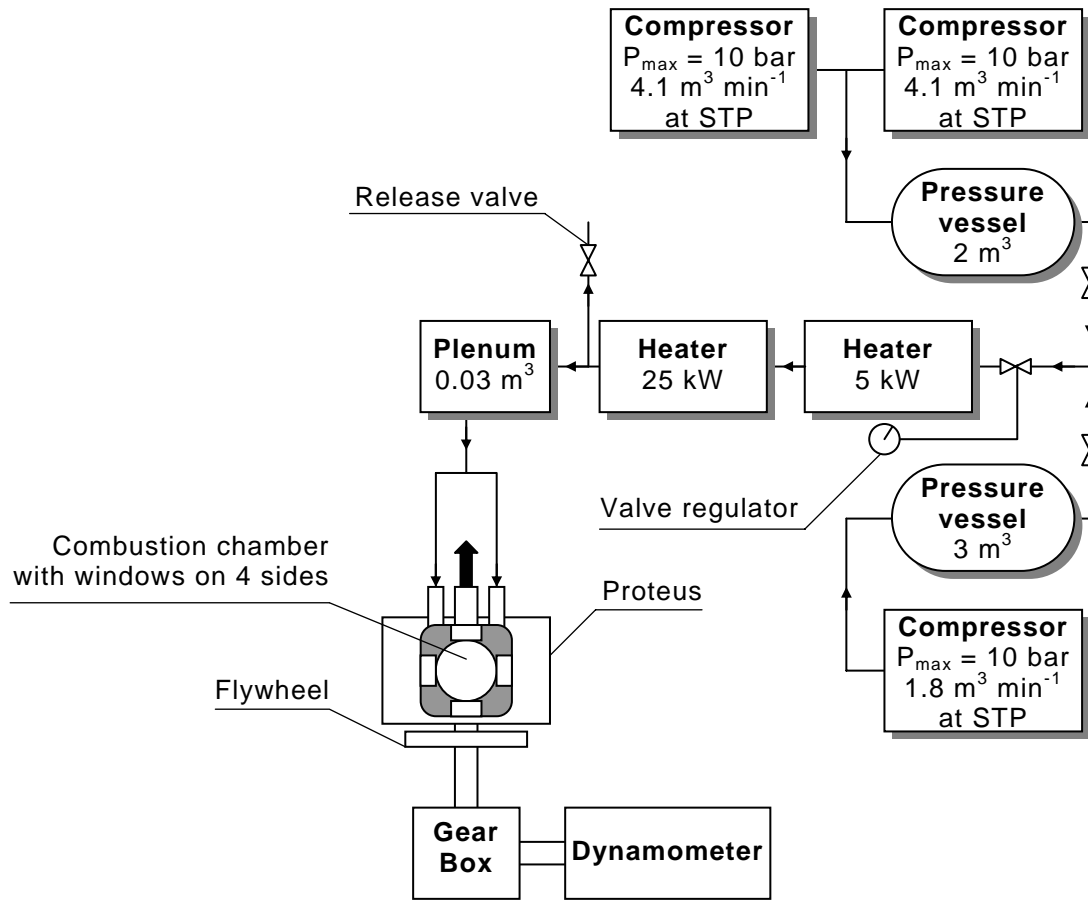 Compressor
Pmax = 10 bar
4.1 m³ min⁻¹
at STP
Compressor
Pmax = 10 bar
4.1 m³ min⁻¹
at STP
Release valve
Pressure
vessel
2 m³
Plenum
0.03 m³
Heater
25 kW
Heater
5 kW
Valve regulator
Pressure
vessel
3 m³
Combustion chamber
with windows on 4 sides
Proteus
Compressor
Pmax = 10 bar
1.8 m³ min⁻¹
at STP
Flywheel
Gear
Box
Dynamometer